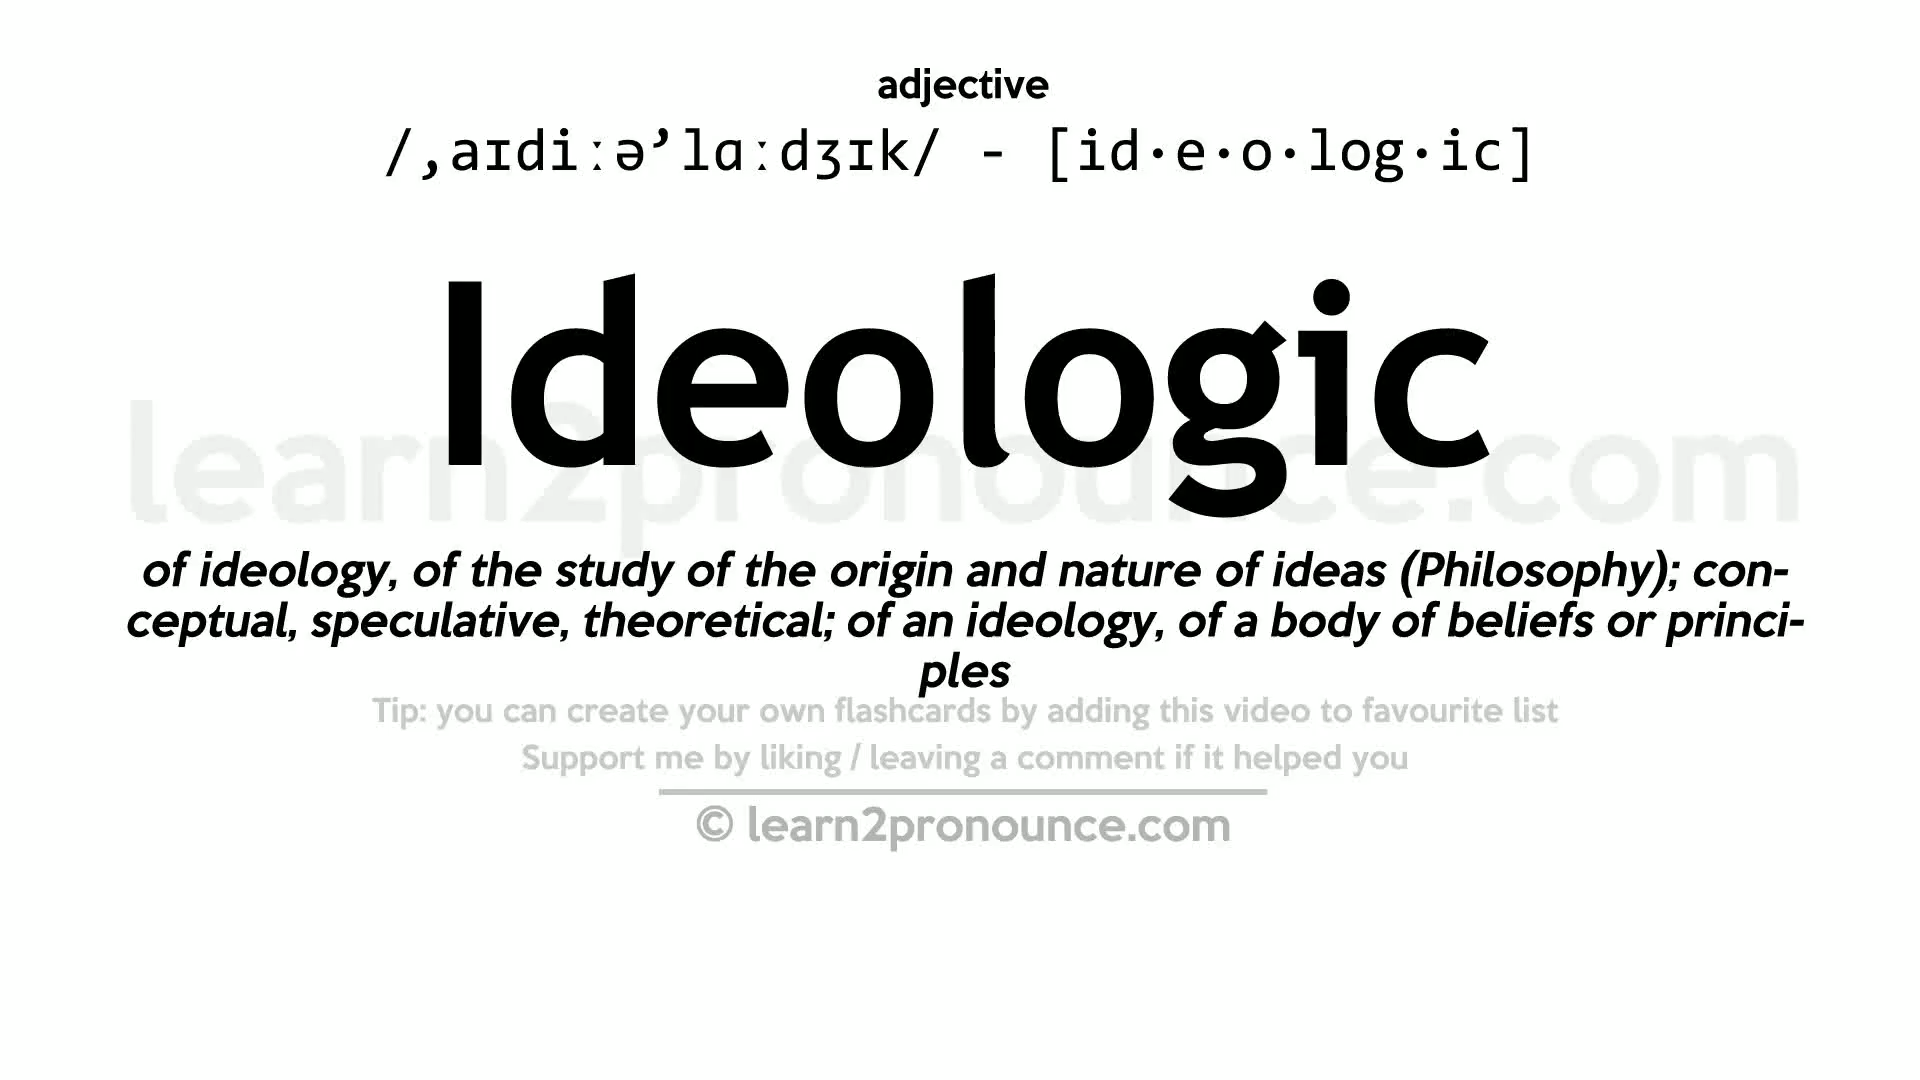 adjective
/,aɪdiːə’lɑːdʒɪk/ - [id·e·o·log·ic]
Ideologic
learn2pronounce.com
of ideology, of the study of the origin and nature of ideas (Philosophy); con-
ceptual, speculative, theoretical; of an ideology, of a body of beliefs or princi-
ples
Tip: you can create your own flashcards by adding this video to favourite list
Support me by liking / leaving a comment if it helped you
© learn2pronounce.com